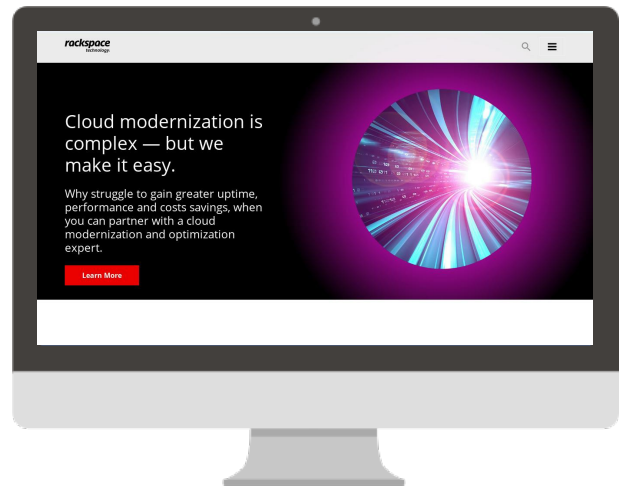 rackspace
technology.
Cloud modernization is
complex — but we
make it easy.
Why struggle to gain greater uptime,
performance and costs savings, when
you can partner with a cloud
modernization and optimization
expert.
Learn More